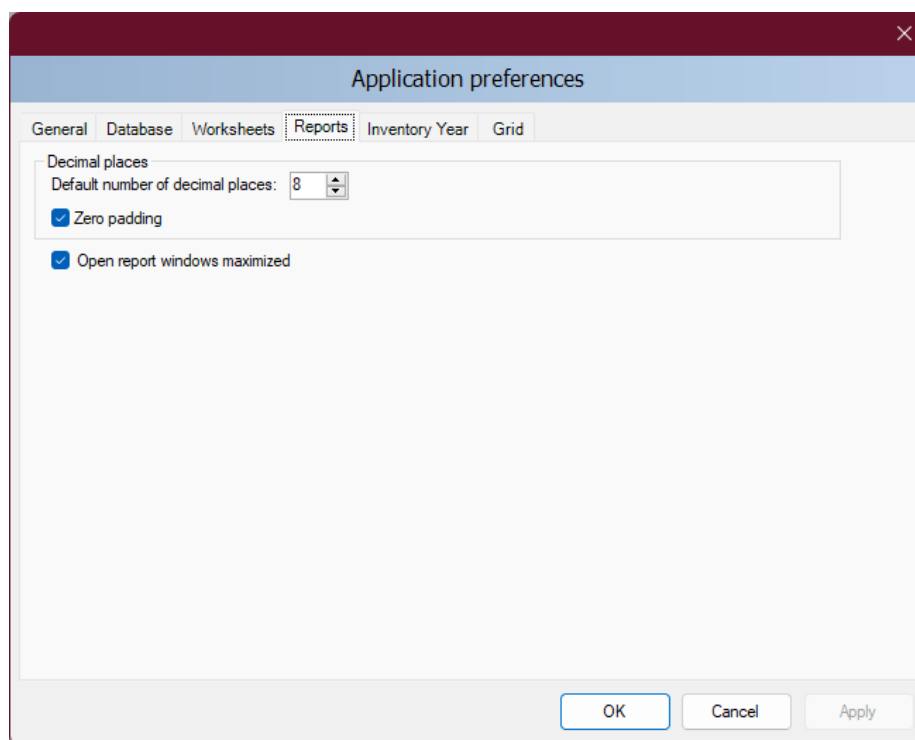 Application preferences
General Database Worksheets Reports Inventory Year Grid
Decimal places
Default number of decimal places: 8
Zero padding
Open report windows maximized
OK Cancel Apply